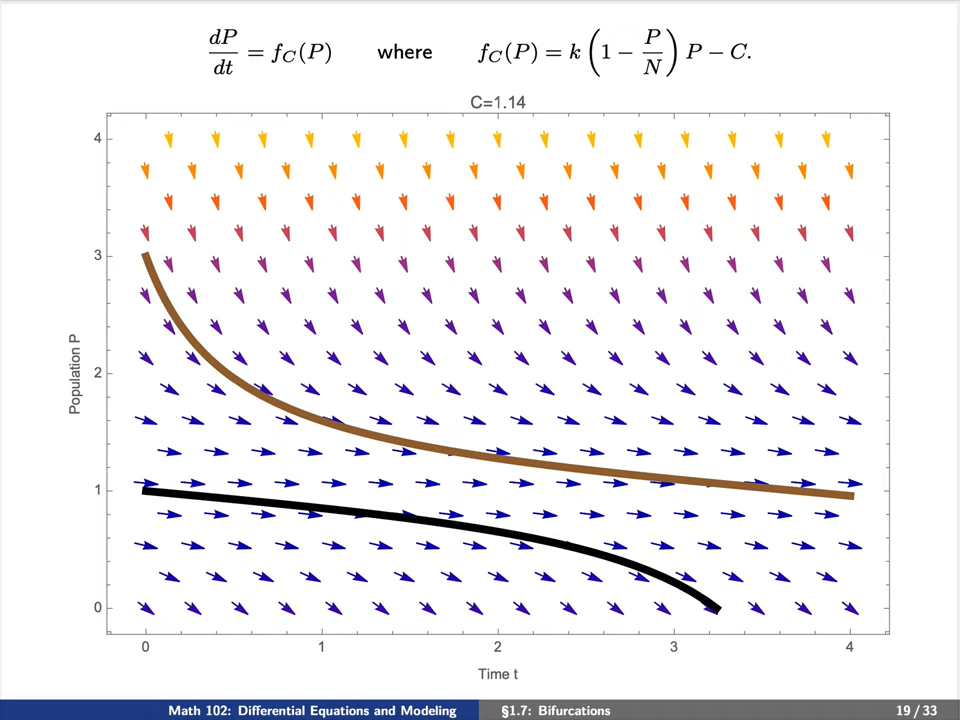 dP/dt = f_C(P) where f_C(P) = k (1 − P/N) P − C.
C=1.14
4
3
2
1
0
Population P
0 1 2 3 4
Time t
Math 102: Differential Equations and Modeling §1.7: Bifurcations 19 / 33